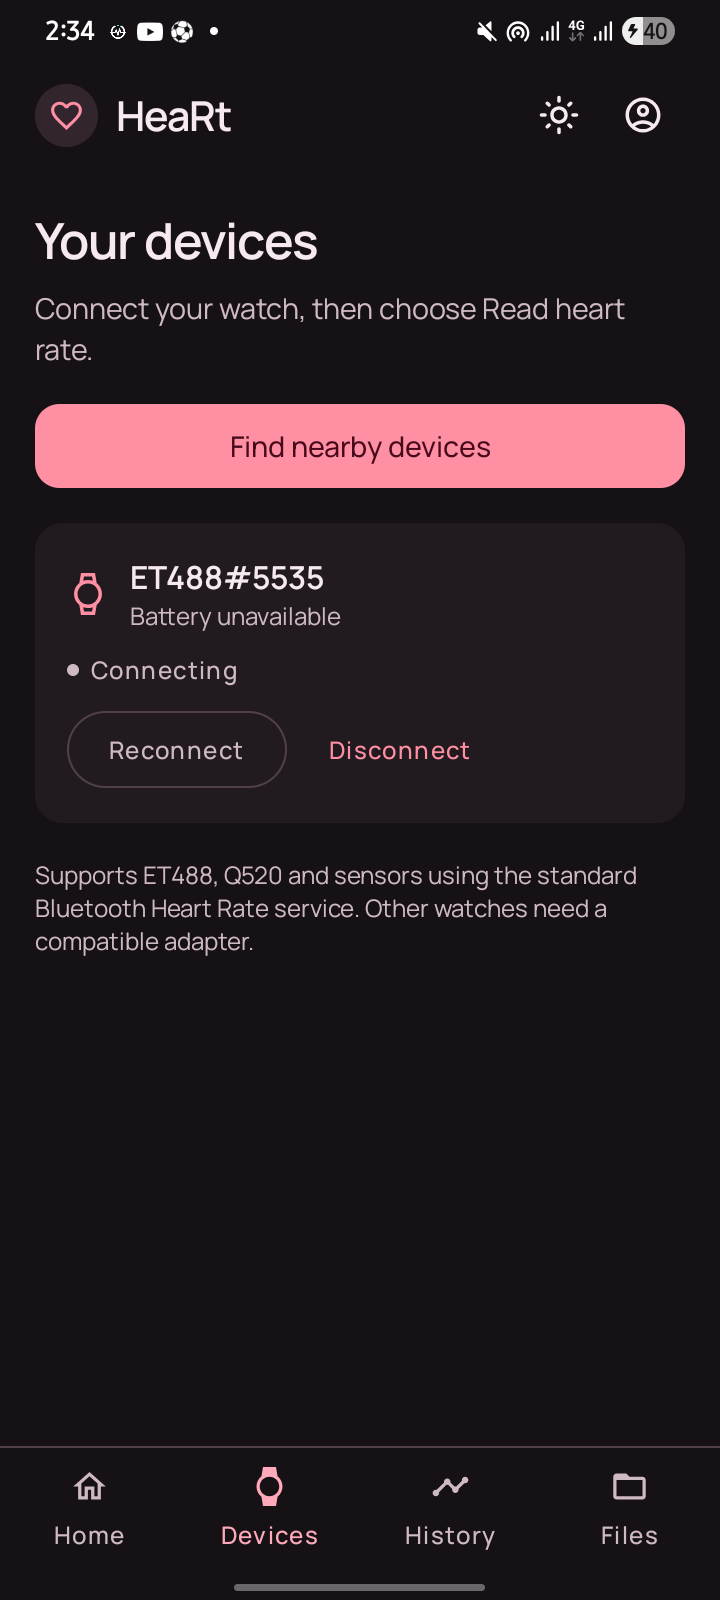 2:34
4G
40
HeaRt
Your devices
Connect your watch, then choose Read heart
rate.
Find nearby devices
ET488#5535
Battery unavailable
Connecting
Reconnect
Disconnect
Supports ET488, Q520 and sensors using the standard
Bluetooth Heart Rate service. Other watches need a
compatible adapter.
Home
Devices
History
Files